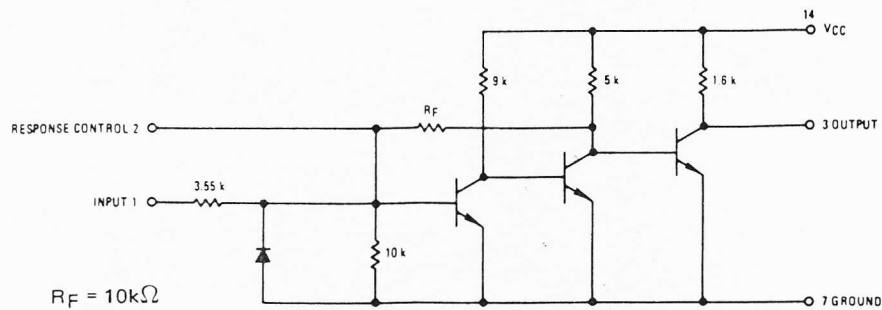 14
VCC
9 k
5 k
1.6 k
RF
RESPONSE CONTROL 2
3 OUTPUT
3.55 k
INPUT 1
10 k
RF = 10kΩ
7 GROUND